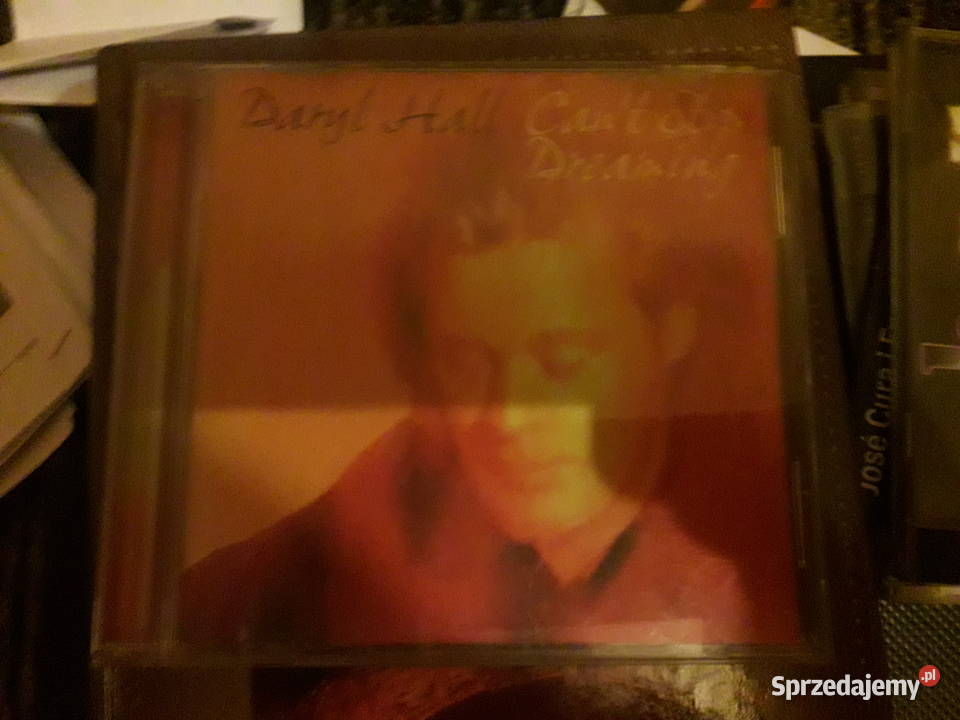 Daryl Hall Can't Stop
Dreaming
José Cura
Sprzedajemy.pl